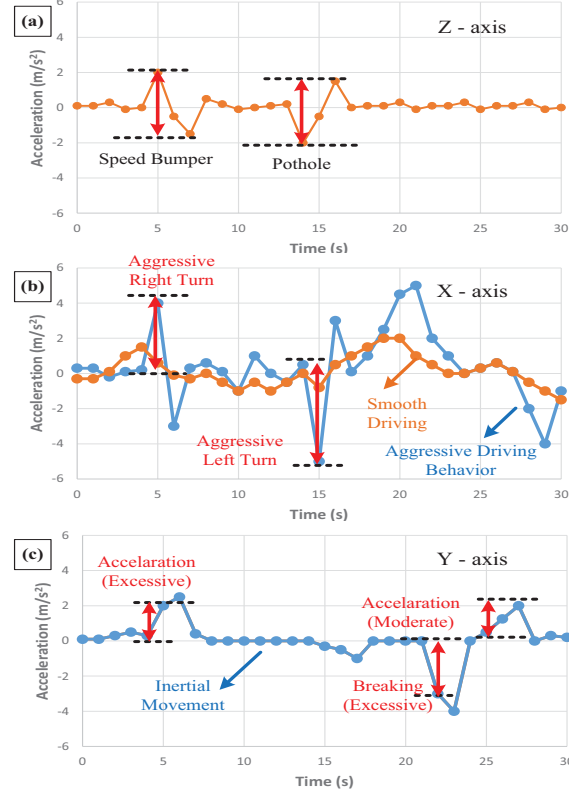 (a)
Z - axis
Acceleration (m/s²)
6
4
2
0
-2
-4
-6
Speed Bumper
Pothole
0
5
10
15
20
25
30
Time (s)
(b)
X - axis
Acceleration (m/s²)
6
4
2
0
-2
-4
-6
Aggressive
Right Turn
Aggressive
Left Turn
Smooth
Driving
Aggressive Driving
Behavior
0
5
10
15
20
25
30
Time (s)
(c)
Y - axis
Acceleration (m/s²)
6
4
2
0
-2
-4
-6
Accelaration
(Excessive)
Accelaration
(Moderate)
Inertial
Movement
Breaking
(Excessive)
0
5
10
15
20
25
30
Time (s)